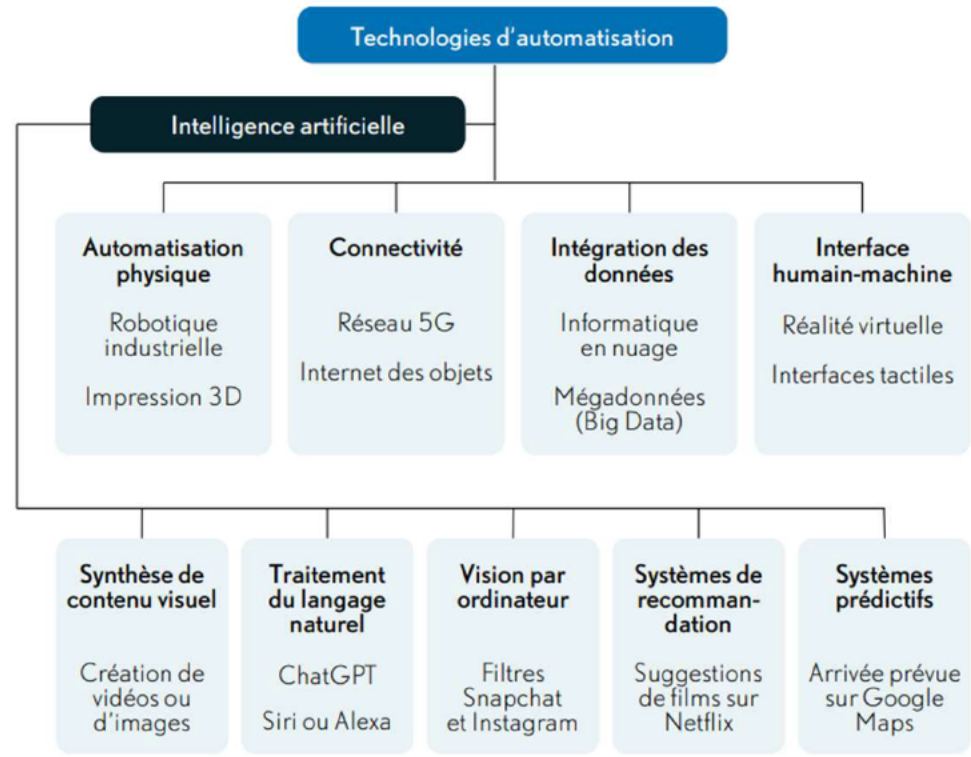 Technologies d'automatisation
Intelligence artificielle
Automatisation
physique
Robotique
industrielle
Impression 3D
Connectivité
Réseau 5G
Internet des objets
Intégration des
données
Informatique
en nuage
Mégadonnées
(Big Data)
Interface
humain-machine
Réalité virtuelle
Interfaces tactiles
Synthèse de
contenu visuel
Création de
vidéos ou
d'images
Traitement
du langage
naturel
ChatGPT
Siri ou Alexa
Vision par
ordinateur
Filtres
Snapchat
et Instagram
Systèmes de
recomman-
dation
Suggestions
de films sur
Netflix
Systèmes
prédictifs
Arrivée prévue
sur Google
Maps